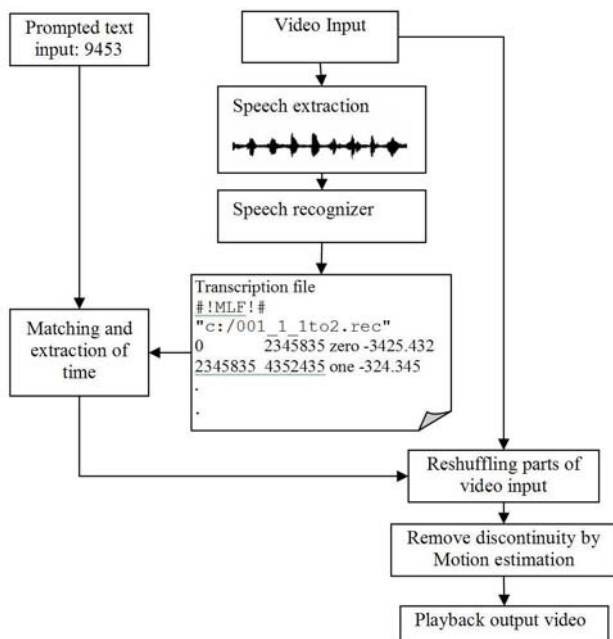 Prompted text
input: 9453
Video Input
Speech extraction
Speech recognizer
Transcription file
#!MLF!#
"c:/001_1_1to2.rec"
0 2345835 zero -3425.432
2345835 4352435 one -324.345
.
.
Matching and
extraction of
time
Reshuffling parts of
video input
Remove discontinuity by
Motion estimation
Playback output video